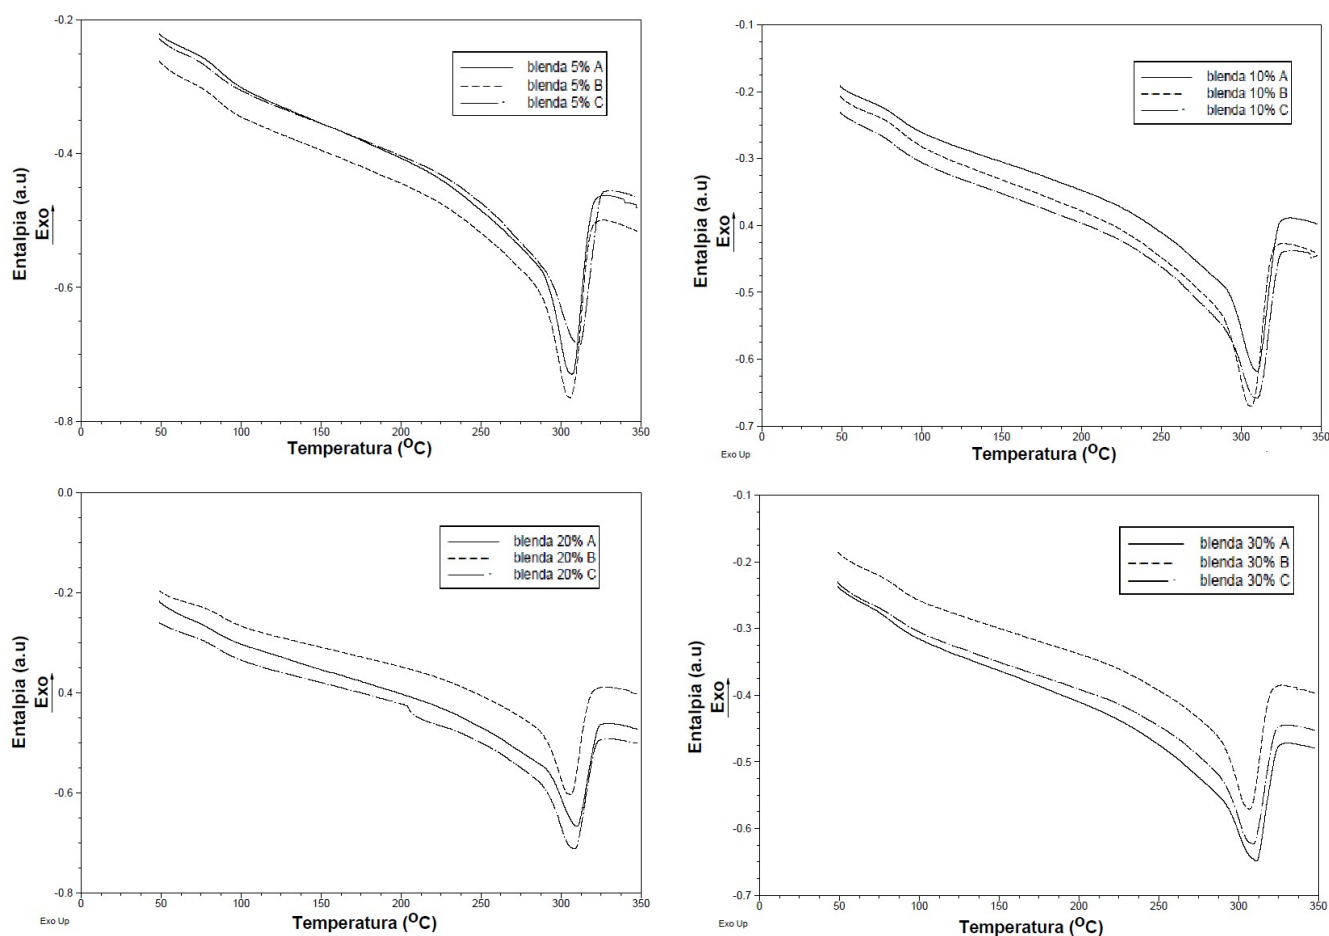 -0.2
-0.4
-0.6
-0.8
0
50
100
150
200
250
300
350
Entalpia (a.u)
Exo
Temperatura (⁰C)
blenda 5% A
blenda 5% B
blenda 5% C
-0.1
-0.2
-0.3
0.4
-0.5
-0.6
-0.7
0
50
100
150
200
250
300
350
Entalpia (a.u)
Exo
Exo Up
Temperatura (⁰C)
blenda 10% A
blenda 10% B
blenda 10% C
0.0
-0.2
0.4
-0.6
-0.8
0
50
100
150
200
250
300
350
Entalpia (a.u)
Exo
Exo Up
Temperatura (⁰C)
blenda 20% A
blenda 20% B
blenda 20% C
-0.1
-0.2
-0.3
-0.4
-0.5
-0.6
-0.7
0
50
100
150
200
250
300
350
Entalpia (a.u)
Exo
Exo Up
Temperatura (⁰C)
blenda 30% A
blenda 30% B
blenda 30% C